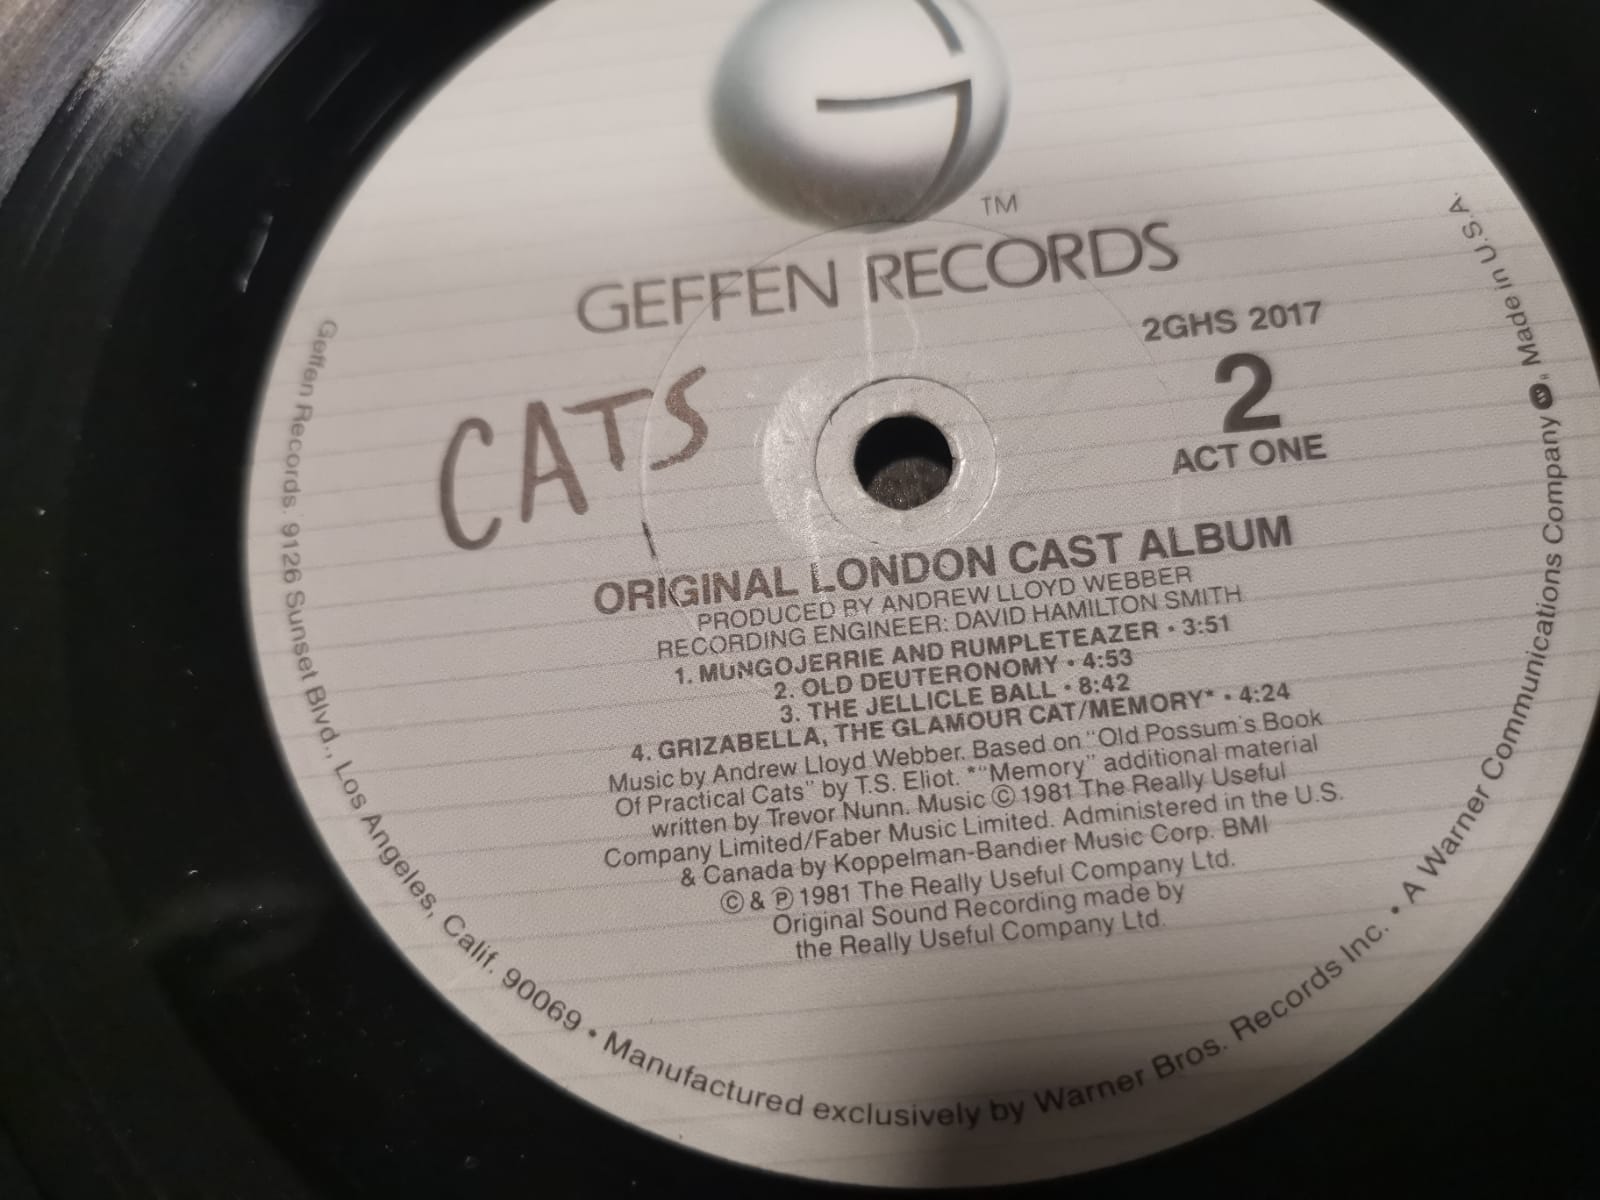 G
TM
GEFFEN RECORDS
2GHS 2017
2
ACT ONE
CATS
ORIGINAL LONDON CAST ALBUM
PRODUCED BY ANDREW LLOYD WEBBER
RECORDING ENGINEER: DAVID HAMILTON SMITH
1. MUNGOJERRIE AND RUMPLETEAZER • 3:51
2. OLD DEUTERONOMY • 4:53
3. THE JELLICLE BALL • 8:42
4. GRIZABELLA, THE GLAMOUR CAT/MEMORY* • 4:24
Music by Andrew Lloyd Webber. Based on "Old Possum's Book
Of Practical Cats" by T.S. Eliot. *"Memory" additional material
written by Trevor Nunn. Music © 1981 The Really Useful
Company Limited/Faber Music Limited. Administered in the U.S.
& Canada by Koppelman-Bandier Music Corp. BMI
© & ℗ 1981 The Really Useful Company Ltd.
Original Sound Recording made by
the Really Useful Company Ltd.
Geffen Records. 9126 Sunset Blvd., Los Angeles, Calif. 90069 • Manufactured exclusively by Warner Bros. Records Inc. • A Warner Communications Company. Made in U.S.A.